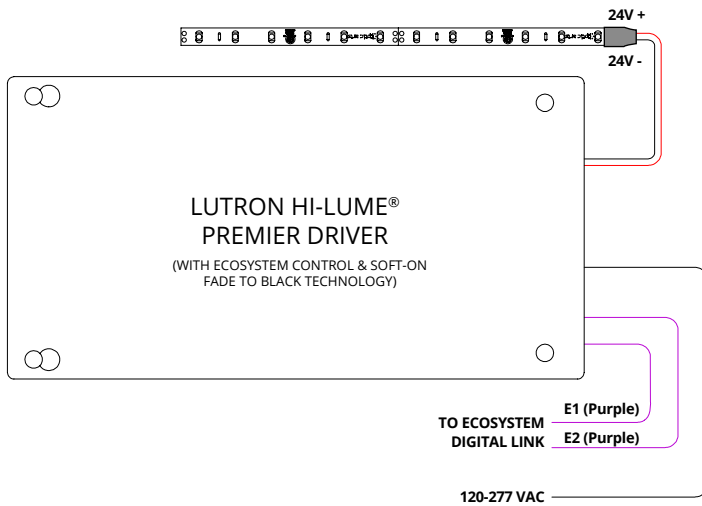 24V +
24V -
LUTRON HI-LUME®
PREMIER DRIVER
(WITH ECOSYSTEM CONTROL & SOFT-ON
FADE TO BLACK TECHNOLOGY)
E1 (Purple)
TO ECOSYSTEM
DIGITAL LINK
E2 (Purple)
120-277 VAC